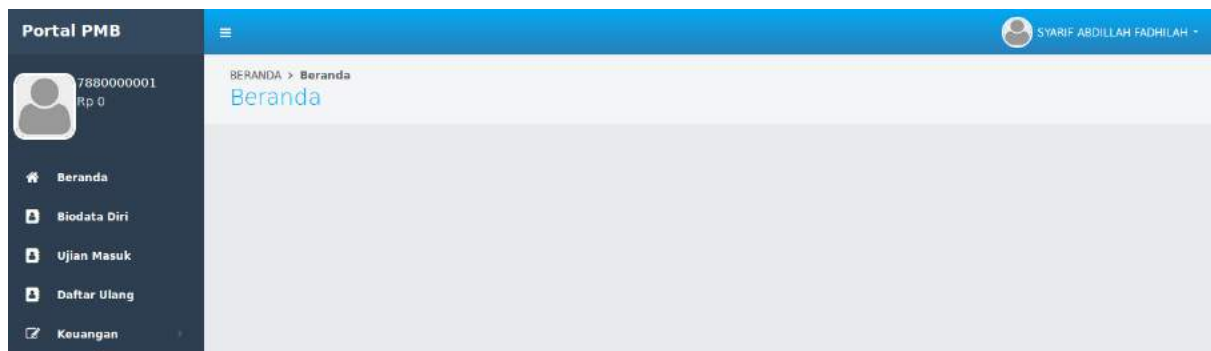 Portal PMB
SYARIF ABDILLAH FADHILAH
7880000001
Rp 0
BERANDA > Beranda
Beranda
Beranda
Biodata Diri
Ujian Masuk
Daftar Ulang
Keuangan